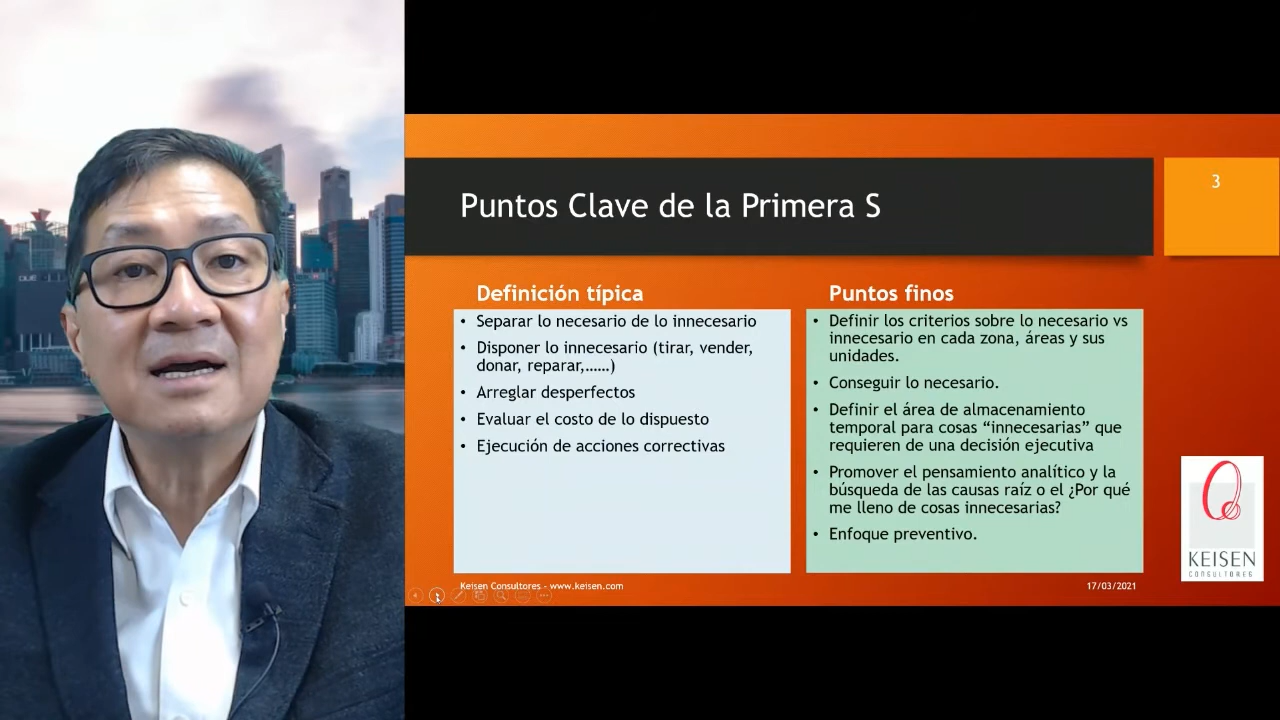 Puntos Clave de la Primera S
3
Definición típica
• Separar lo necesario de lo innecesario
• Disponer lo innecesario (tirar, vender,
donar, reparar,……)
• Arreglar desperfectos
• Evaluar el costo de lo dispuesto
• Ejecución de acciones correctivas
Puntos finos
• Definir los criterios sobre lo necesario vs
innecesario en cada zona, áreas y sus
unidades.
• Conseguir lo necesario.
• Definir el área de almacenamiento
temporal para cosas “innecesarias” que
requieren de una decisión ejecutiva
• Promover el pensamiento analítico y la
búsqueda de las causas raíz o el ¿Por qué
me lleno de cosas innecesarias?
• Enfoque preventivo.
KEISEN
CONSULTORES
Keisen Consultores - www.keisen.com
17/03/2021